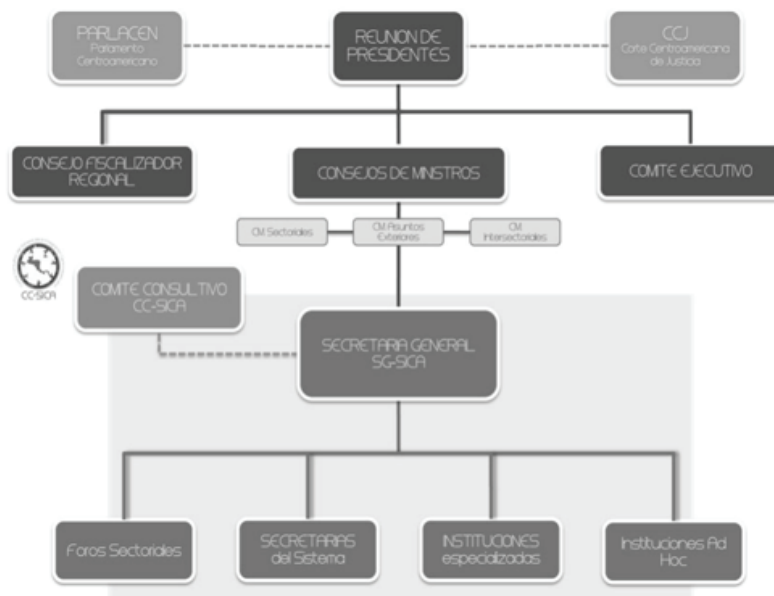 PARLACEN
Parlamento
Centroamericano
REUNION DE
PRESIDENTES
CCJ
Corte Centroamericana
de Justicia
CONSEJO FISCALIZADOR
REGIONAL
CONSEJOS DE MINISTROS
COMITE EJECUTIVO
CM Sectoriales
CM Asuntos
Exteriores
CM
Intersectoriales
CC-SICA
COMITE CONSULTIVO
CC-SICA
SECRETARIA GENERAL
SG-SICA
Foros Sectoriales
SECRETARIAS
del Sistema
INSTITUCIONES
especializadas
Instituciones Ad
Hoc